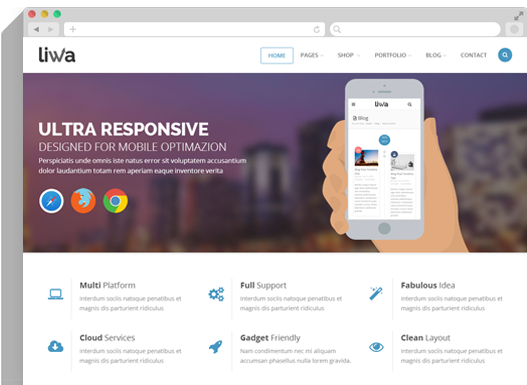 liwa
HOME PAGES SHOP PORTFOLIO BLOG CONTACT
ULTRA RESPONSIVE
DESIGNED FOR MOBILE OPTIMAZION
Perspiciatis unde omnis iste natus error sit voluptatem accusantium
dolor laudantium totam rem aperiam eaque inventore verita
liwa
Blog
Multi Platform
Interdum sociis natoque penatibus et
magnis dis parturient ridiculus
Full Support
Interdum sociis natoque penatibus et
magnis dis parturient ridiculus
Fabulous Idea
Interdum sociis natoque penatibus et
magnis dis parturient ridiculus
Cloud Services
Interdum sociis natoque penatibus et
magnis dis parturient ridiculus
Gadget Friendly
Nam condimentum nec mi aliquam
accumsan phasellus nulla lorem gravida.
Clean Layout
Interdum sociis natoque penatibus et
magnis dis parturient ridiculus